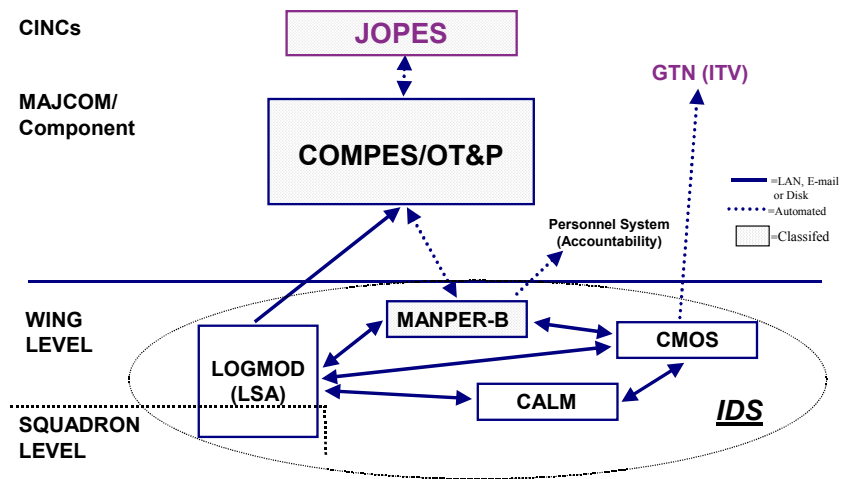 CINCs
JOPES
GTN (ITV)
MAJCOM/
Component
COMPES/OT&P
=LAN, E-mail
or Disk
=Automated
=Classifed
Personnel System
(Accountability)
WING
LEVEL
MANPER-B
CMOS
LOGMOD
(LSA)
CALM
IDS
SQUADRON
LEVEL